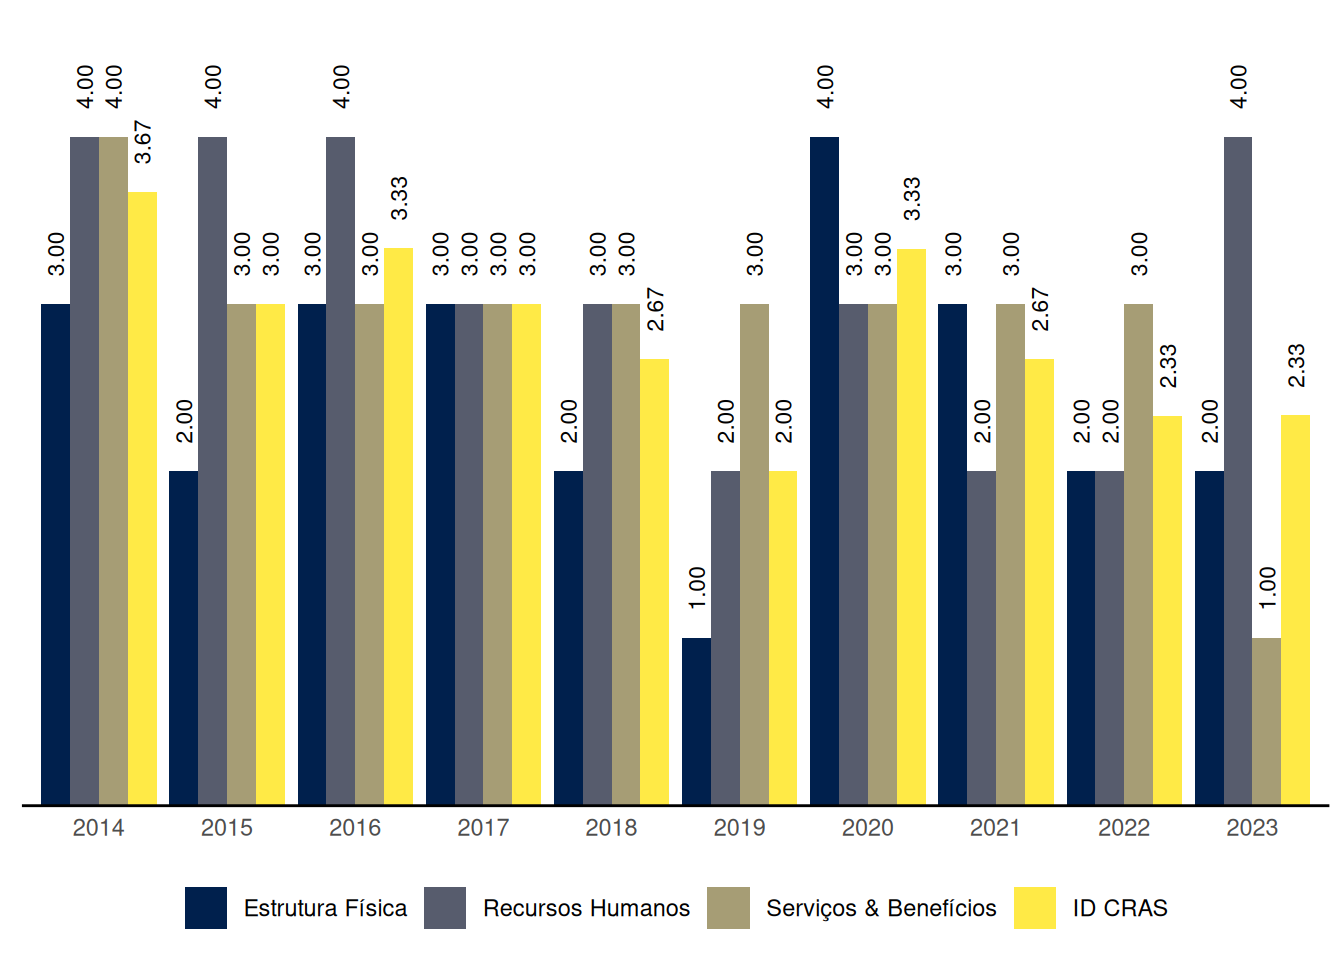 4.00 4.00 4.00 4.00 4.00 4.00
3.67
3.33 3.33
3.00 3.00 3.00 3.00 3.00 3.00 3.00 3.00 3.00 3.00 3.00 3.00 3.00 3.00 3.00 3.00 3.00
2.67 2.67
2.33 2.33
2.00 2.00 2.00 2.00 2.00 2.00 2.00 2.00
1.00 1.00
2014 2015 2016 2017 2018 2019 2020 2021 2022 2023
Estrutura Física Recursos Humanos Serviços & Benefícios ID CRAS